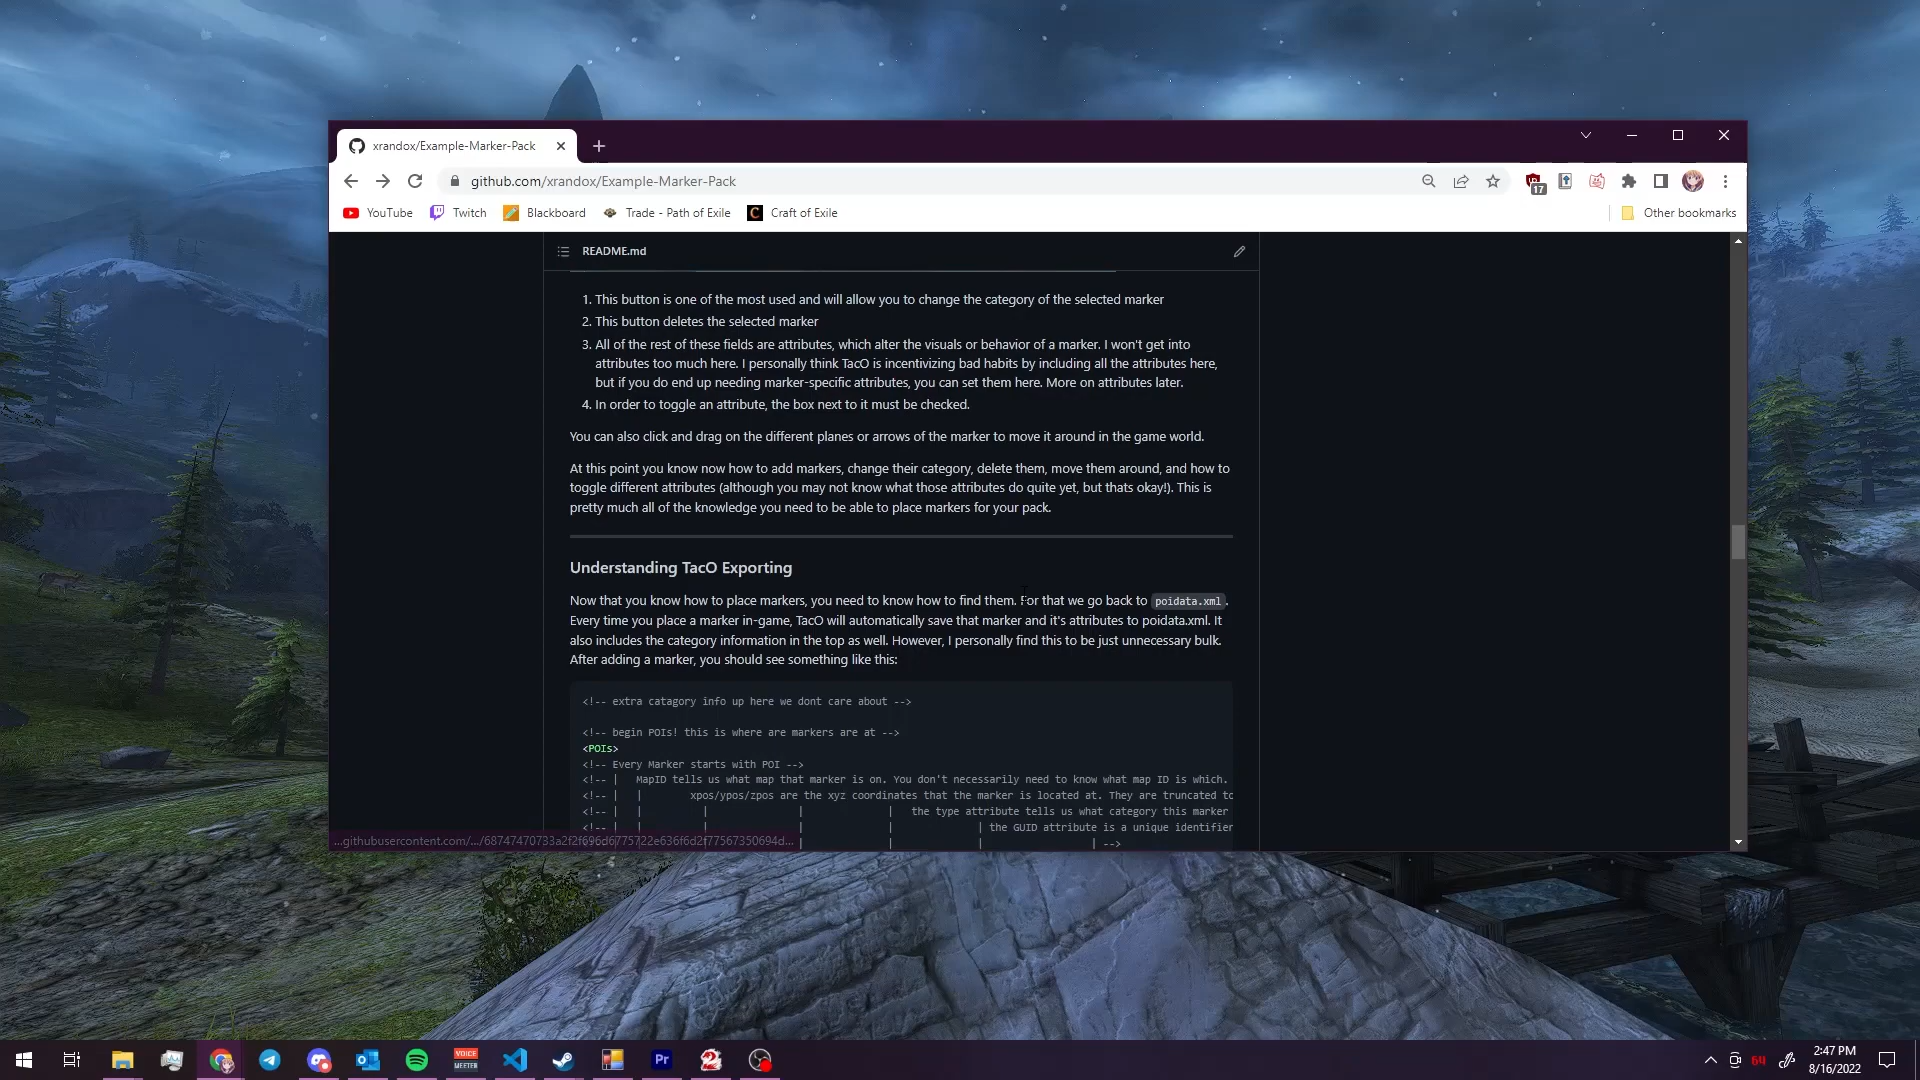 xrandox/Example-Marker-Pack
github.com/xrandox/Example-Marker-Pack
17
YouTube
Twitch
Blackboard
Trade - Path of Exile
Craft of Exile
Other bookmarks
README.md
1. This button is one of the most used and will allow you to change the category of the selected marker
2. This button deletes the selected marker
3. All of the rest of these fields are attributes, which alter the visuals or behavior of a marker. I won't get into
attributes too much here. I personally think TacO is incentivizing bad habits by including all the attributes here,
but if you do end up needing marker-specific attributes, you can set them here. More on attributes later.
4. In order to toggle an attribute, the box next to it must be checked.
You can also click and drag on the different planes or arrows of the marker to move it around in the game world.
At this point you know now how to add markers, change their category, delete them, move them around, and how to
toggle different attributes (although you may not know what those attributes do quite yet, but thats okay!). This is
pretty much all of the knowledge you need to be able to place markers for your pack.
Understanding TacO Exporting
Now that you know how to place markers, you need to know how to find them. For that we go back to poidata.xml.
Every time you place a marker in-game, TacO will automatically save that marker and it's attributes to poidata.xml. It
also includes the category information in the top as well. However, I personally find this to be just unnecessary bulk.
After adding a marker, you should see something like this:
<!-- extra catagory info up here we dont care about -->
<!-- begin POIs! this is where are markers are at -->
<POIs>
<!-- Every Marker starts with POI -->
<!-- | MapID tells us what map that marker is on. You don't necessarily need to know what map ID is which.
<!-- | | xpos/ypos/zpos are the xyz coordinates that the marker is located at. They are truncated to
<!-- | | | | | the type attribute tells us what category this marker
<!-- | | | | | | the GUID attribute is a unique identifier
| | | | -->
VOICE
MEETER
Pr
64
2:47 PM
8/16/2022